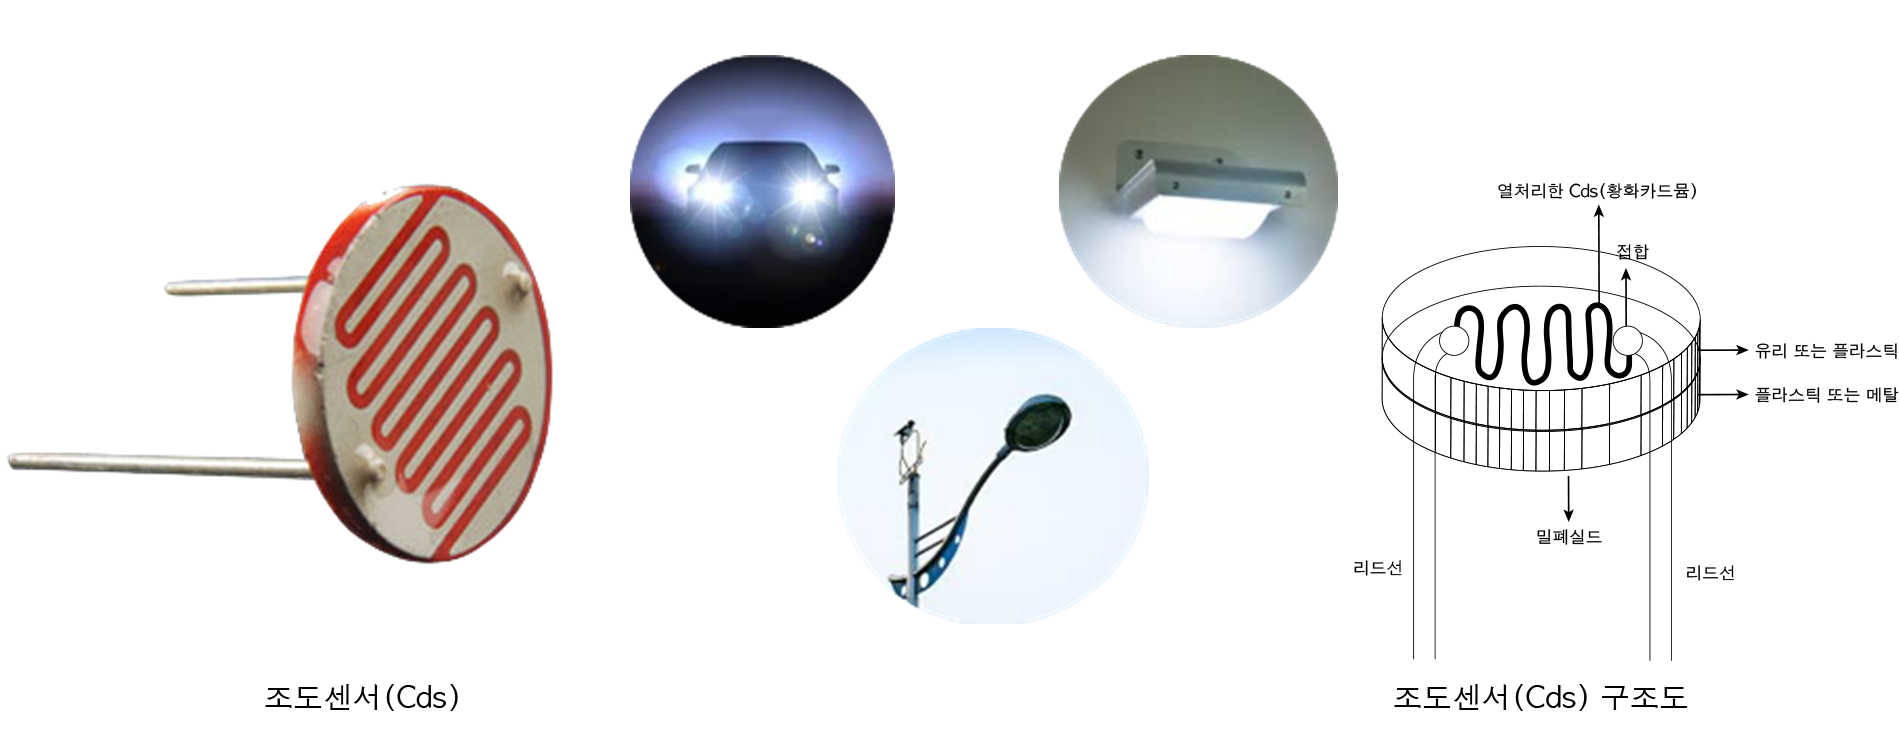 열처리한 Cds(황화카드뮴)
접합
유리 또는 플라스틱
플라스틱 또는 메탈
밀폐실드
리드선
리드선
조도센서(Cds)
조도센서(Cds) 구조도